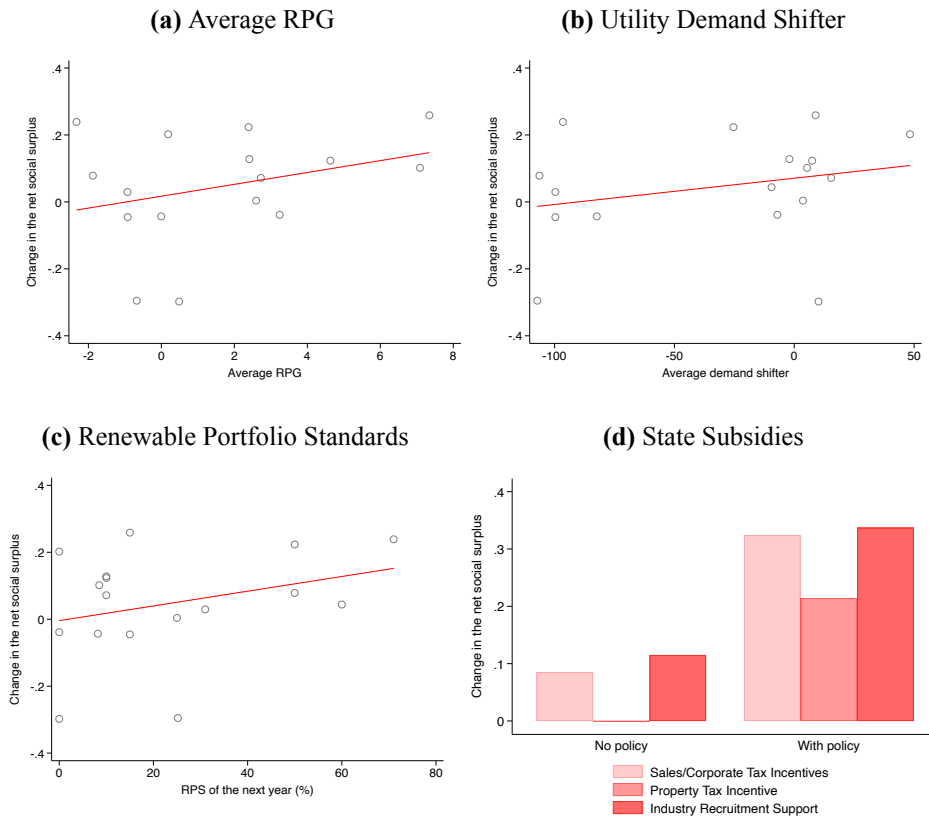 (a) Average RPG
(b) Utility Demand Shifter
Change in the net social surplus
.4
.2
0
-.2
-.4
-2
0
2
4
6
8
Average RPG
Change in the net social surplus
.4
.2
0
-.2
-.4
-100
-50
0
50
Average demand shifter
(c) Renewable Portfolio Standards
(d) State Subsidies
Change in the net social surplus
.4
.2
0
-.2
-.4
0
20
40
60
80
RPS of the next year (%)
Change in the net social surplus
.4
.3
.2
.1
0
No policy
With policy
Sales/Corporate Tax Incentives
Property Tax Incentive
Industry Recruitment Support